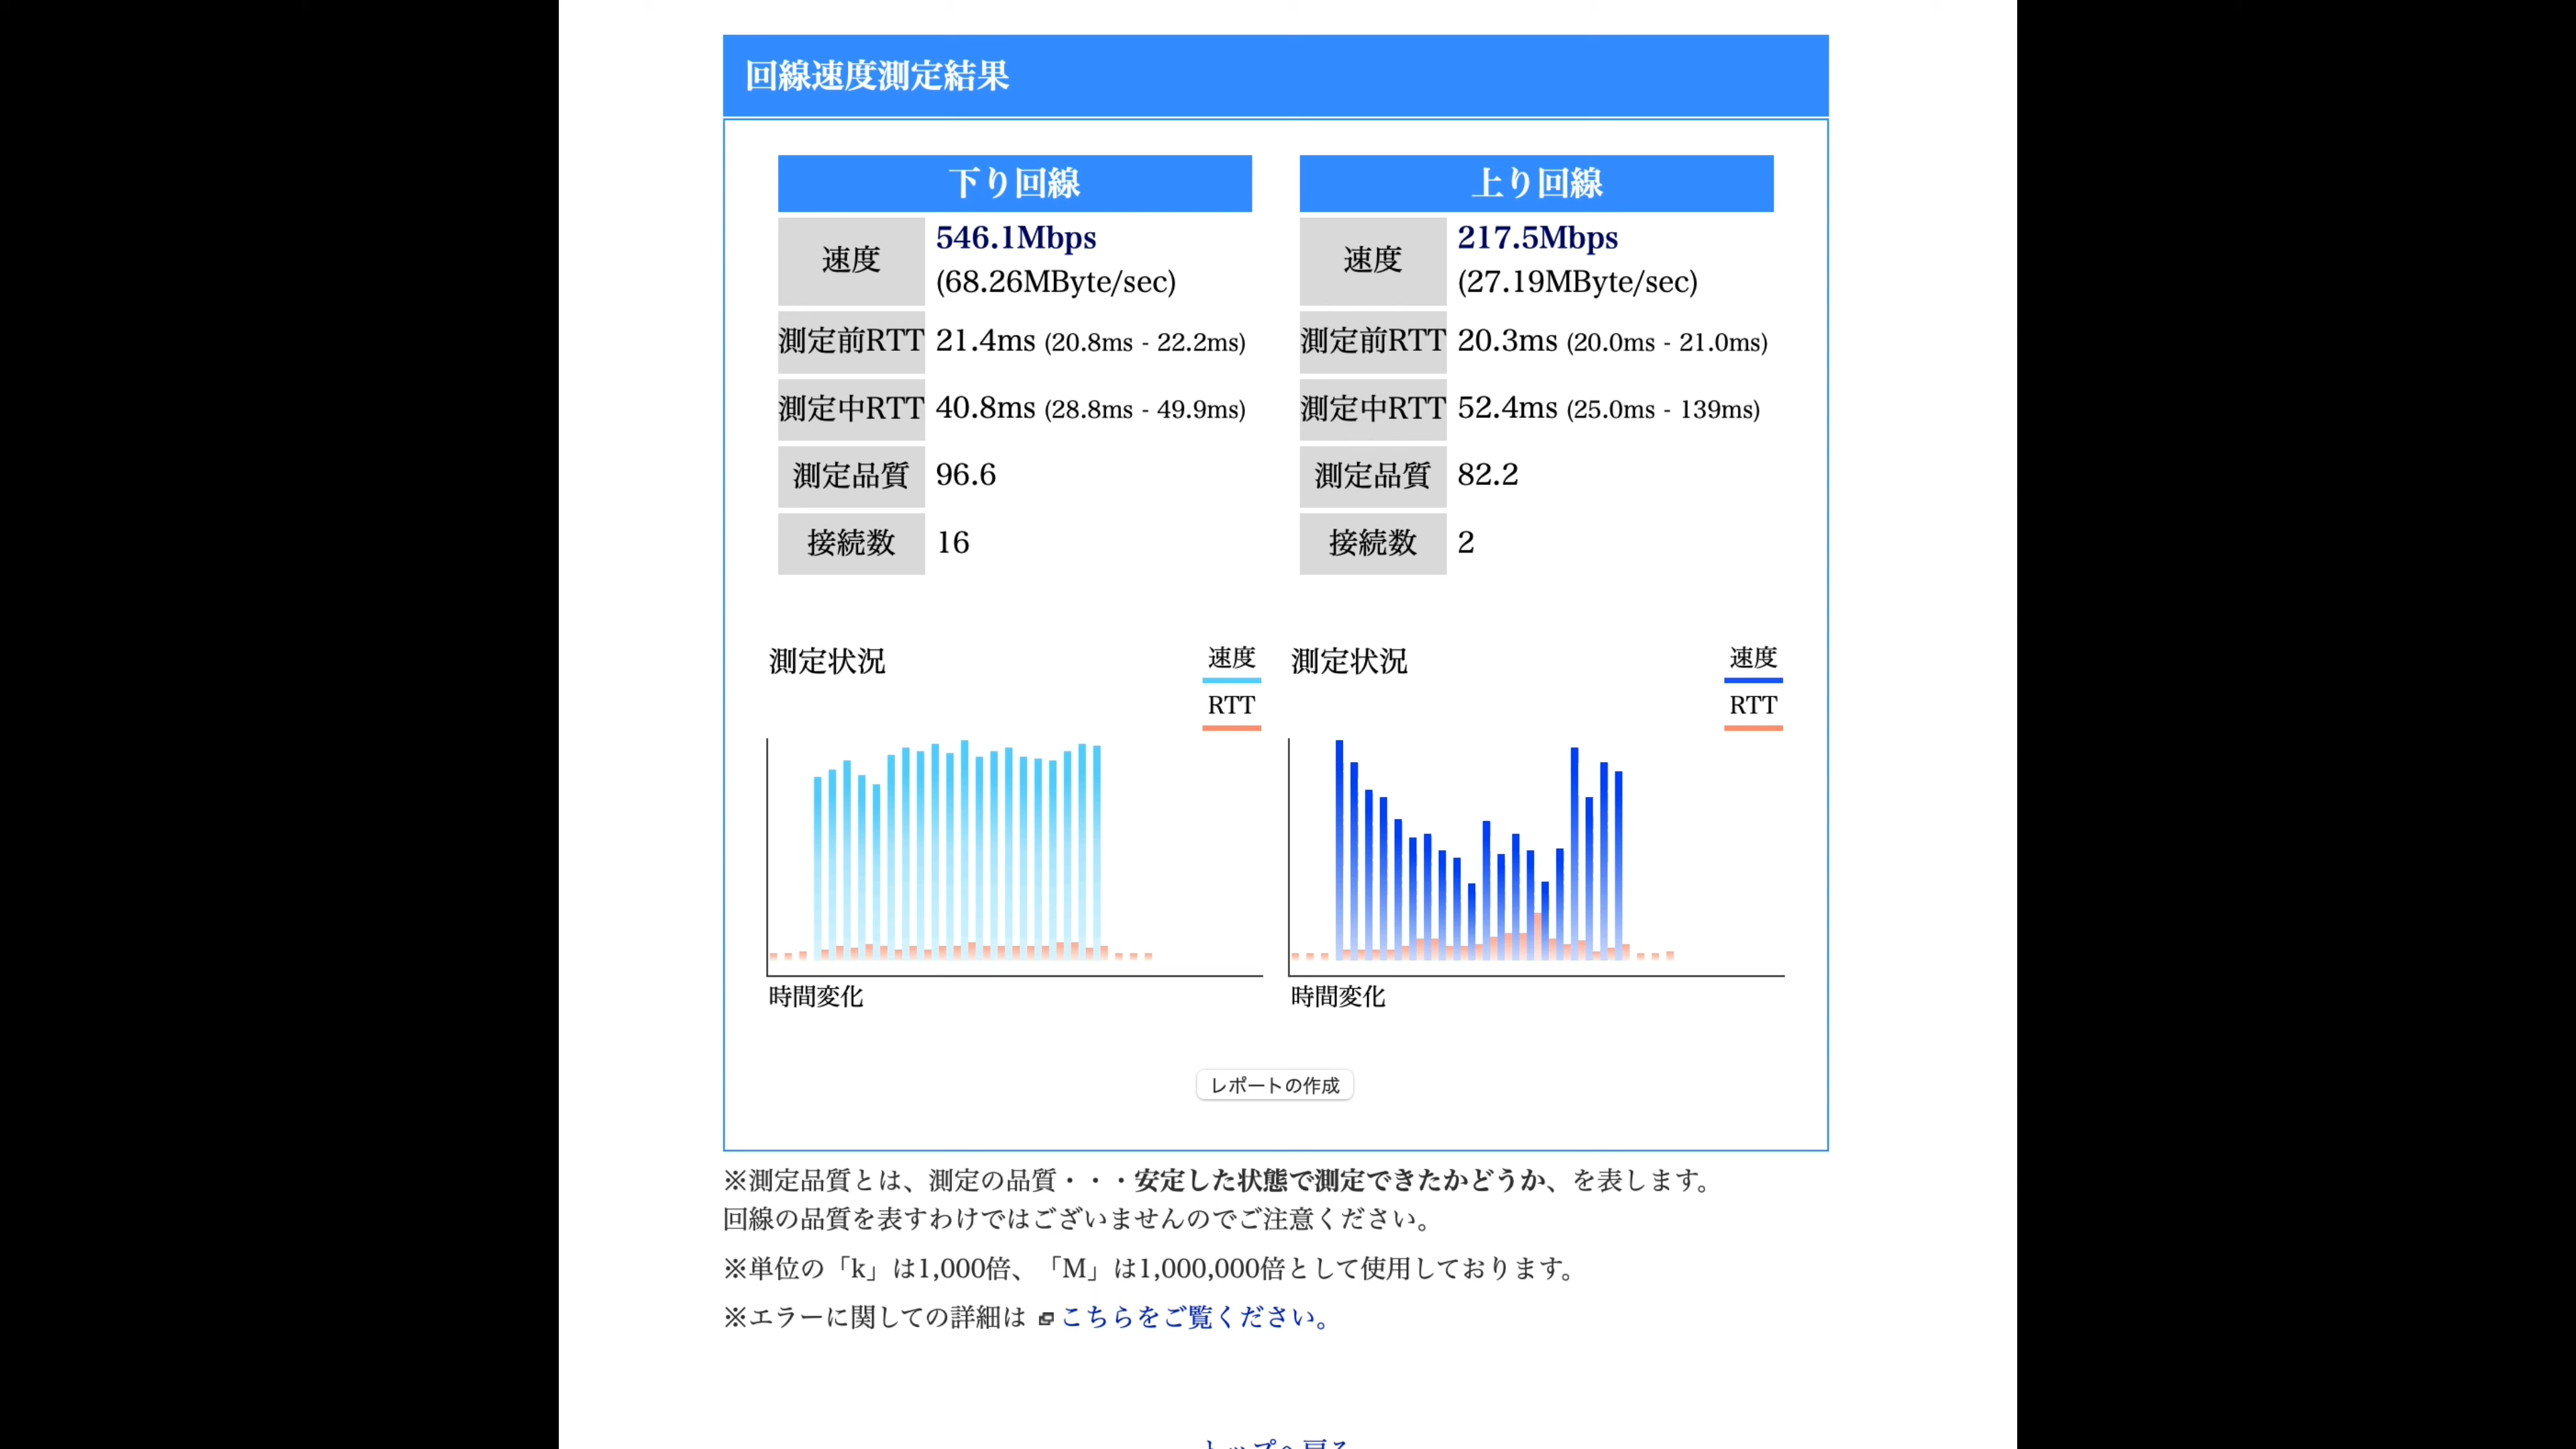 回線速度測定結果
下り回線
速度 546.1Mbps
(68.26MByte/sec)
測定前RTT 21.4ms (20.8ms - 22.2ms)
測定中RTT 40.8ms (28.8ms - 49.9ms)
測定品質 96.6
接続数 16
測定状況
速度
RTT
時間変化
上り回線
速度 217.5Mbps
(27.19MByte/sec)
測定前RTT 20.3ms (20.0ms - 21.0ms)
測定中RTT 52.4ms (25.0ms - 139ms)
測定品質 82.2
接続数 2
測定状況
速度
RTT
時間変化
レポートの作成
※測定品質とは、測定の品質・・・安定した状態で測定できたかどうか、を表します。
回線の品質を表すわけではございませんのでご注意ください。
※単位の「k」は1,000倍、「M」は1,000,000倍として使用しております。
※エラーに関しての詳細は こちらをご覧ください。
トップへ戻る